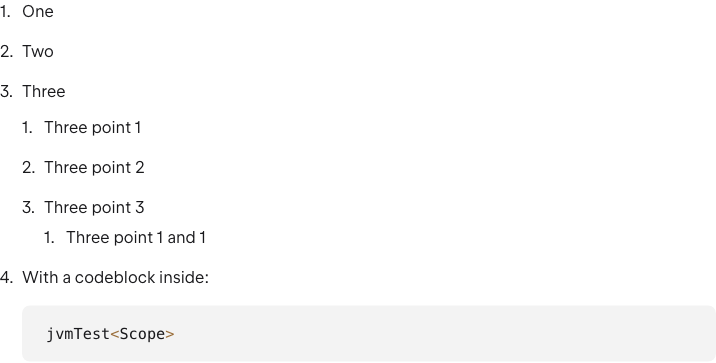 1. One
2. Two
3. Three
1. Three point 1
2. Three point 2
3. Three point 3
1. Three point 1 and 1
4. With a codeblock inside:
jvmTest<Scope>